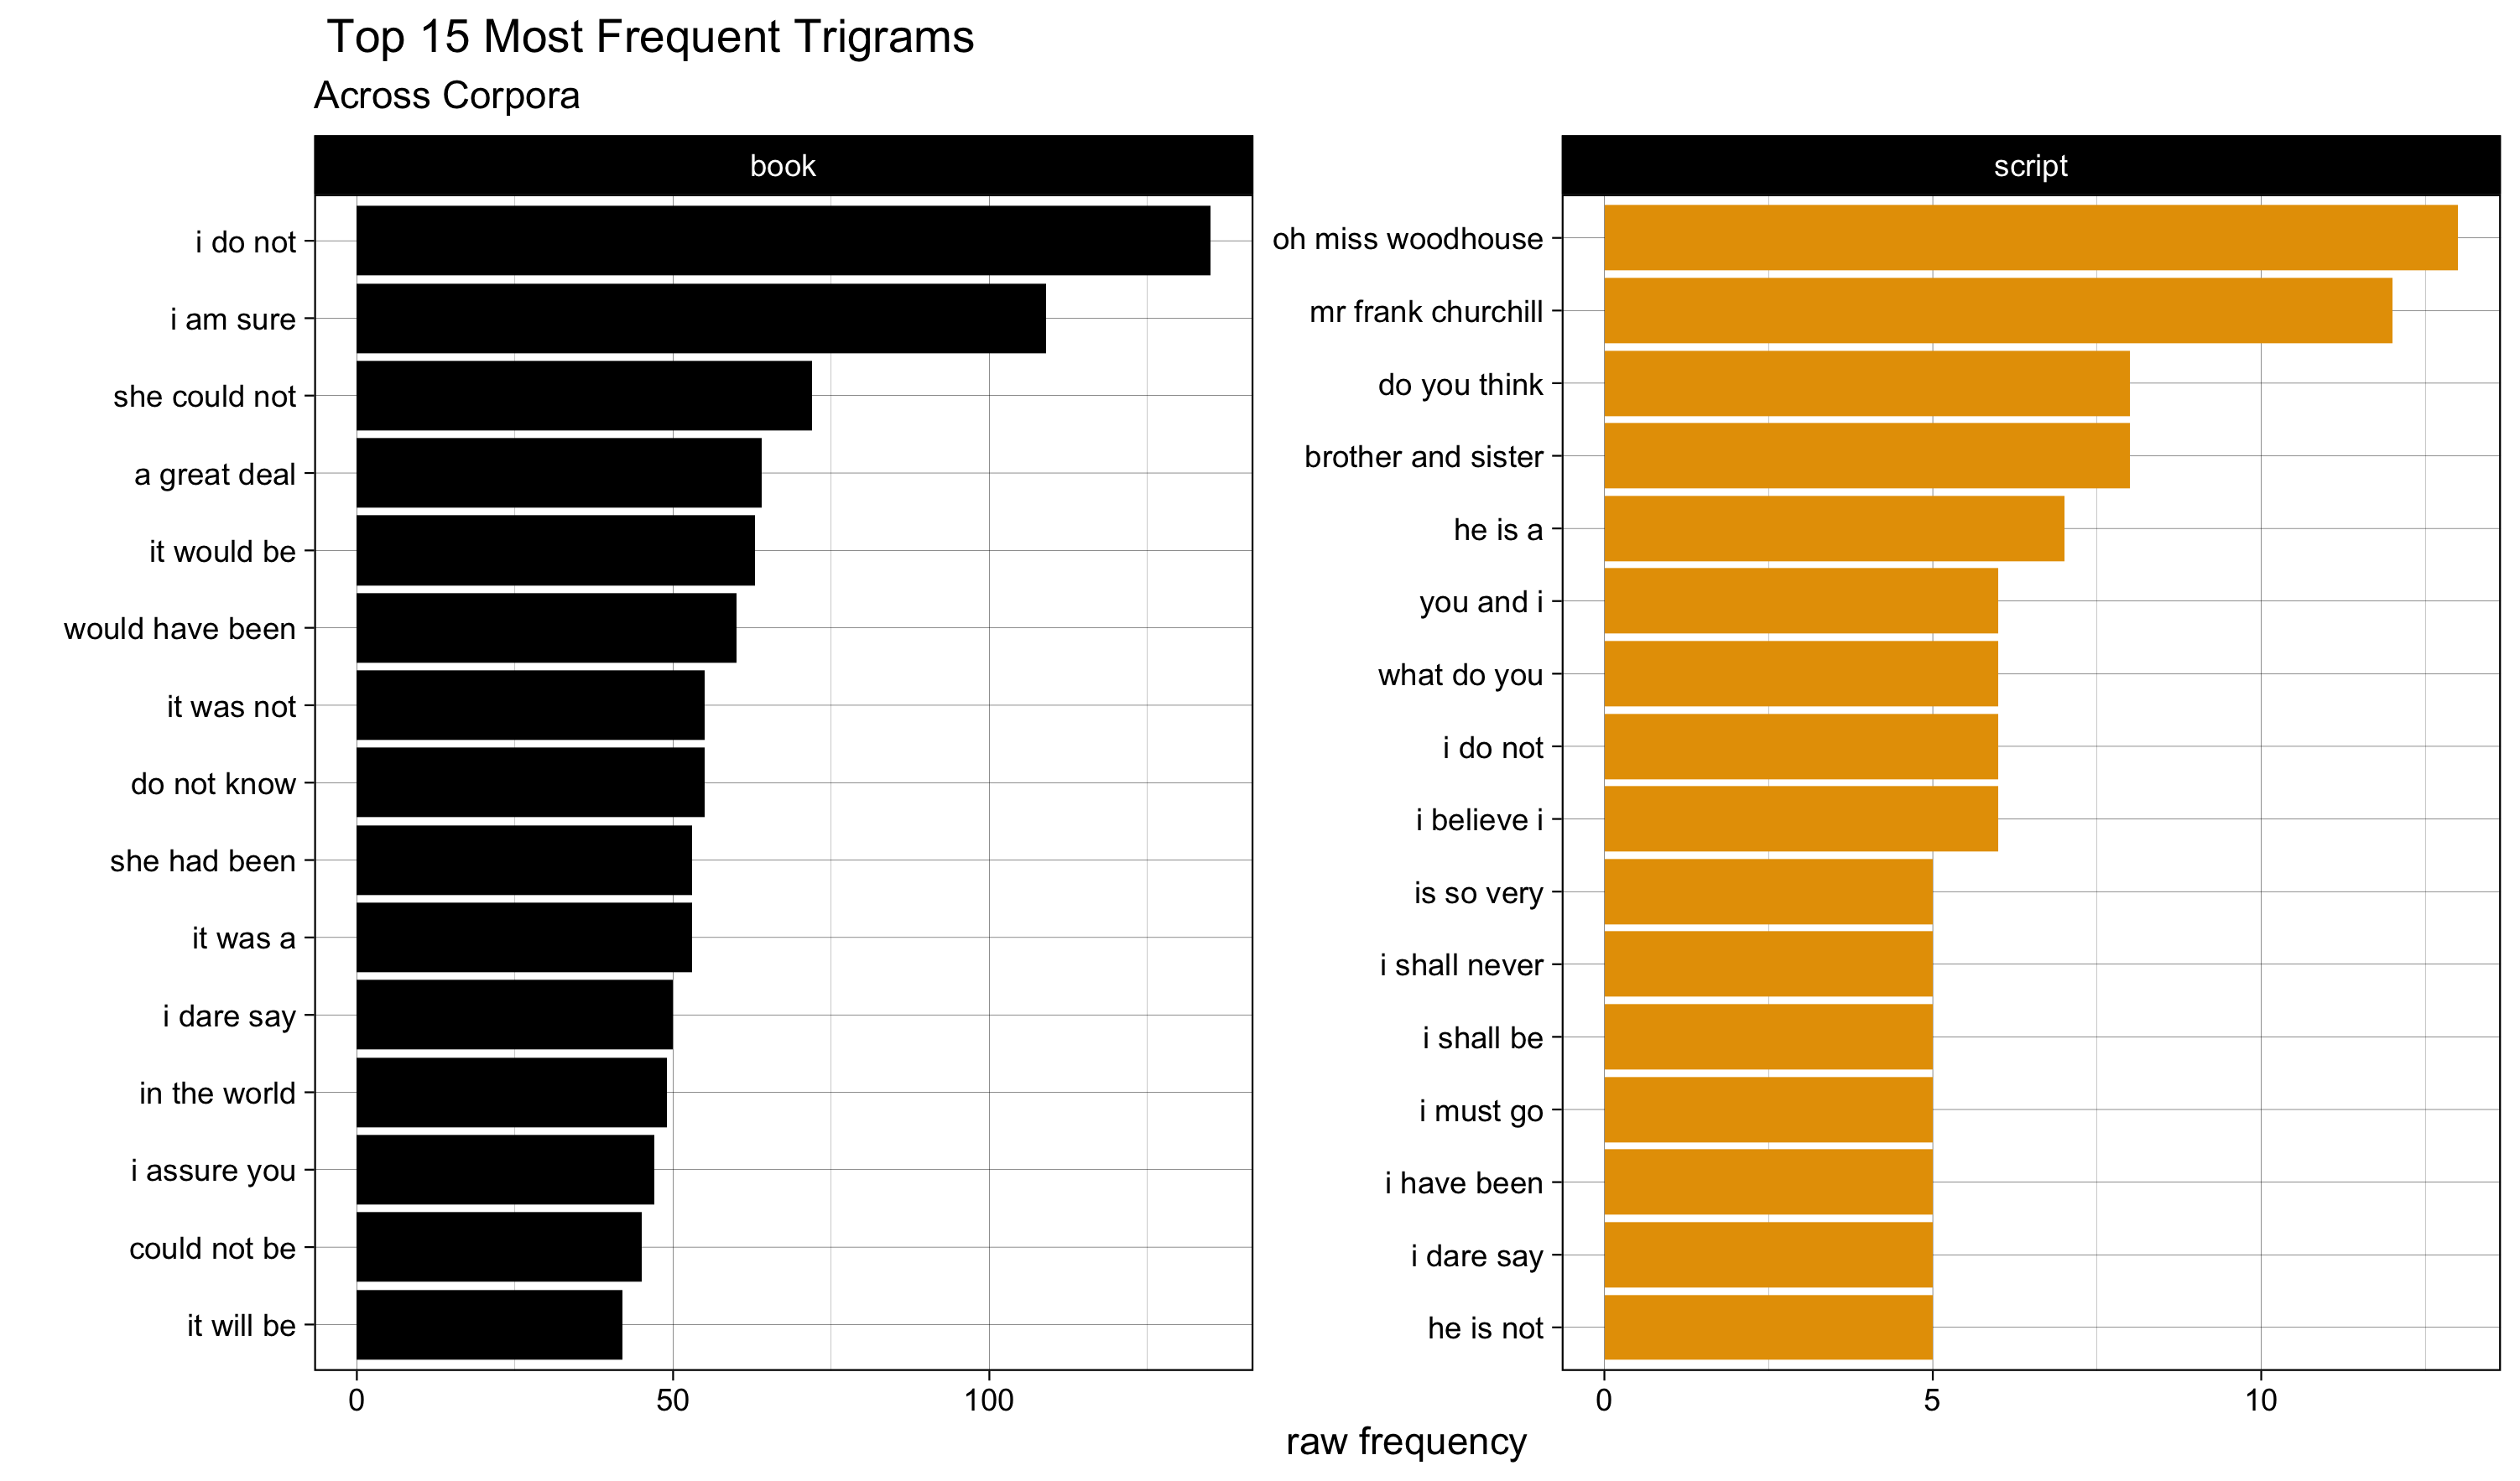 Top 15 Most Frequent Trigrams
Across Corpora
book
i do not
i am sure
she could not
a great deal
it would be
would have been
it was not
do not know
she had been
it was a
i dare say
in the world
i assure you
could not be
it will be
0 50 100
script
oh miss woodhouse
mr frank churchill
do you think
brother and sister
he is a
you and i
what do you
i do not
i believe i
is so very
i shall never
i shall be
i must go
i have been
i dare say
he is not
0 5 10
raw frequency